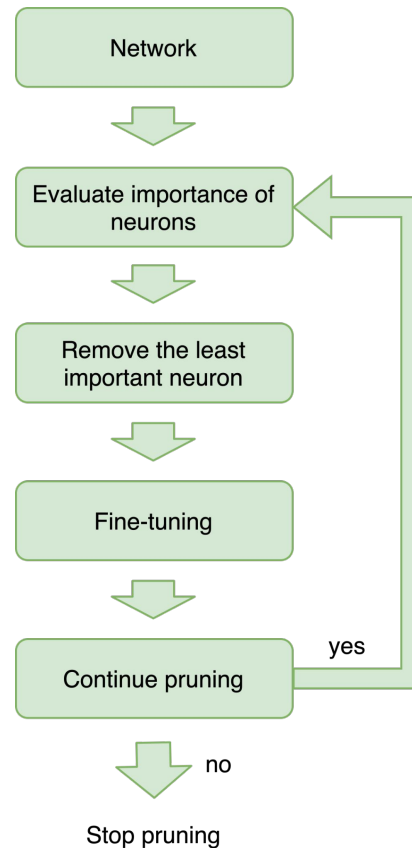 Network
Evaluate importance of
neurons
Remove the least
important neuron
Fine-tuning
yes
Continue pruning
no
Stop pruning